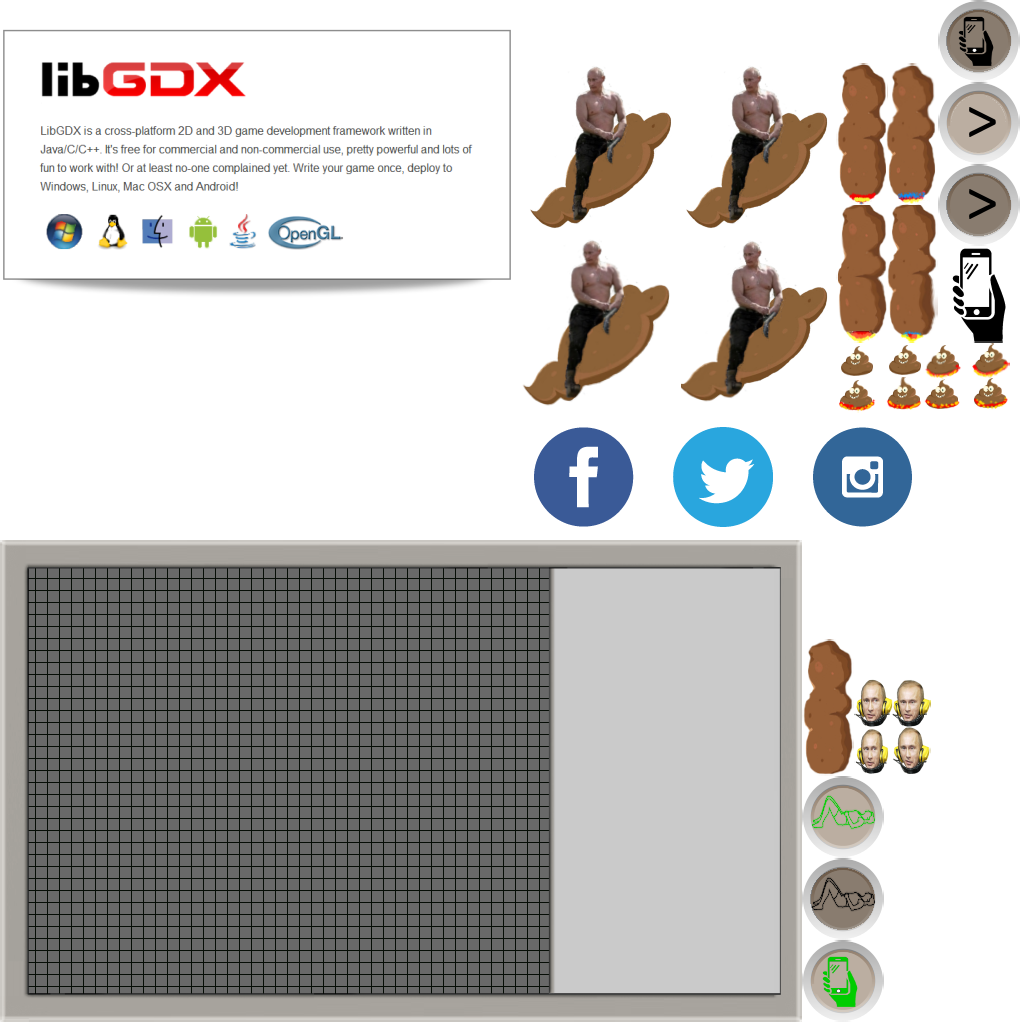 libGDX
LibGDX is a cross-platform 2D and 3D game development framework written in
Java/C/C++. It's free for commercial and non-commercial use, pretty powerful and lots of
fun to work with! Or at least no-one complained yet. Write your game once, deploy to
Windows, Linux, Mac OSX and Android!
OpenGL
>
>
f